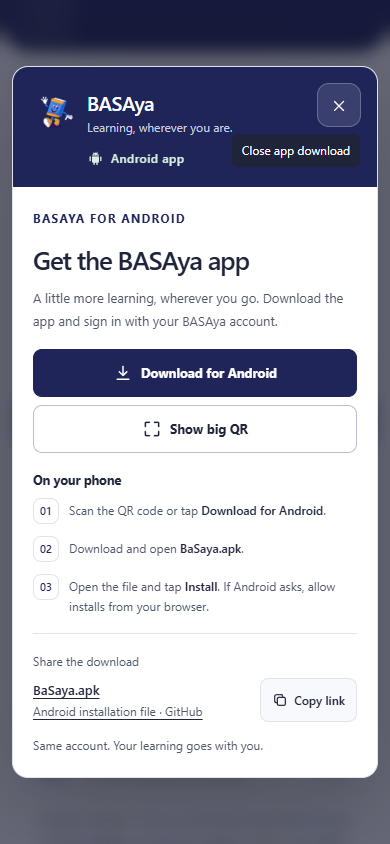 BASAya
Learning, wherever you are.
Android app
Close app download
BASAYA FOR ANDROID
Get the BASAya app
A little more learning, wherever you go. Download the
app and sign in with your BASAya account.
Download for Android
Show big QR
On your phone
01 Scan the QR code or tap Download for Android.
02 Download and open BaSaya.apk.
03 Open the file and tap Install. If Android asks, allow
installs from your browser.
Share the download
BaSaya.apk
Android installation file · GitHub
Copy link
Same account. Your learning goes with you.